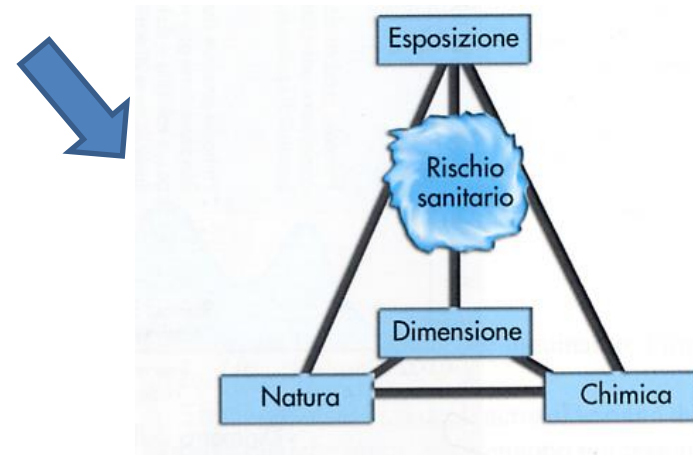 Esposizione
Rischio
sanitario
Dimensione
Natura
Chimica